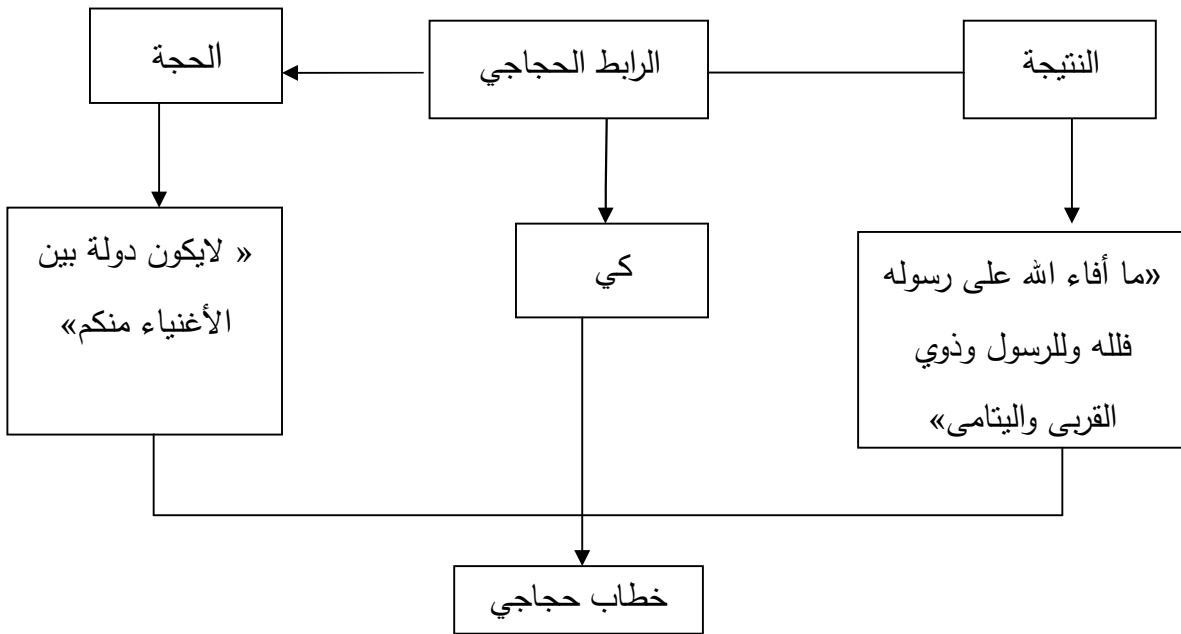 النتيجة
الرابط الحجاجي
الحجة
«ما أفاء الله على رسوله
فلله وللرسول وذوي
القربى واليتامى»
كي
« لايكون دولة بين
الأغنياء منكم»
خطاب حجاجي